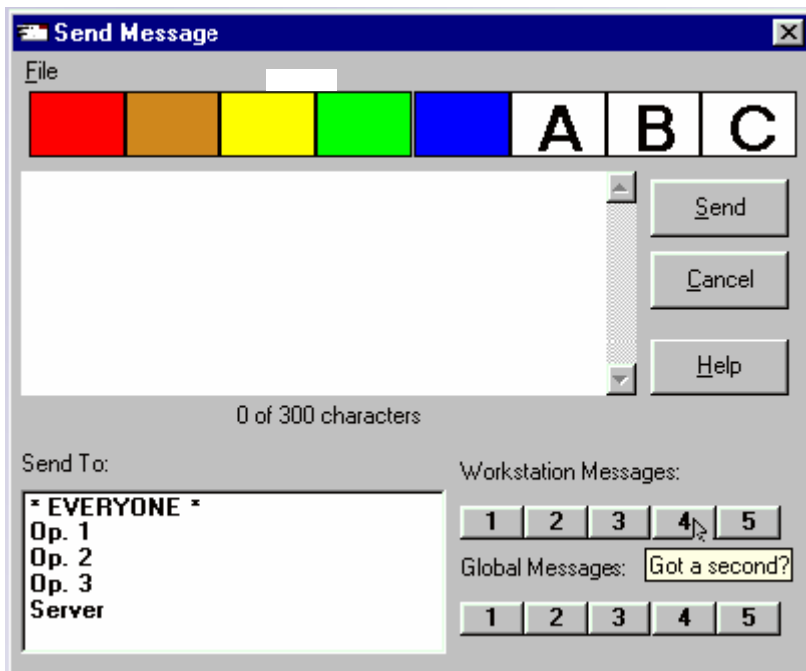 Send Message
File
A B C
Send
Cancel
Help
0 of 300 characters
Send To:
* EVERYONE *
Op. 1
Op. 2
Op. 3
Server
Workstation Messages:
1 2 3 4 5
Global Messages: Got a second?
1 2 3 4 5